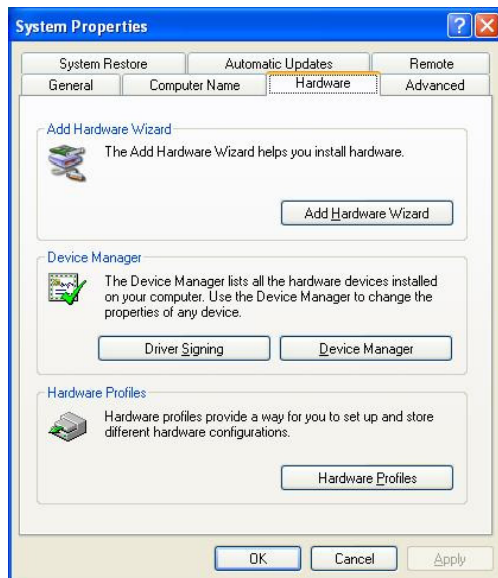 System Properties
?
X
System Restore
Automatic Updates
Remote
General
Computer Name
Hardware
Advanced
Add Hardware Wizard
The Add Hardware Wizard helps you install hardware.
Add Hardware Wizard
Device Manager
The Device Manager lists all the hardware devices installed
on your computer. Use the Device Manager to change the
properties of any device.
Driver Signing
Device Manager
Hardware Profiles
Hardware profiles provide a way for you to set up and store
different hardware configurations.
Hardware Profiles
OK
Cancel
Apply